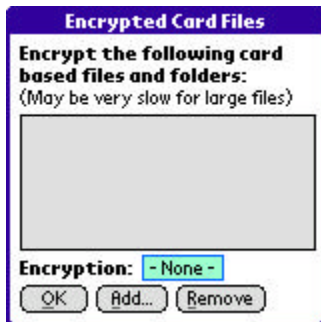 Encrypted Card Files
Encrypt the following card
based files and folders:
(May be very slow for large files)
Encryption: - None -
OK Add... Remove